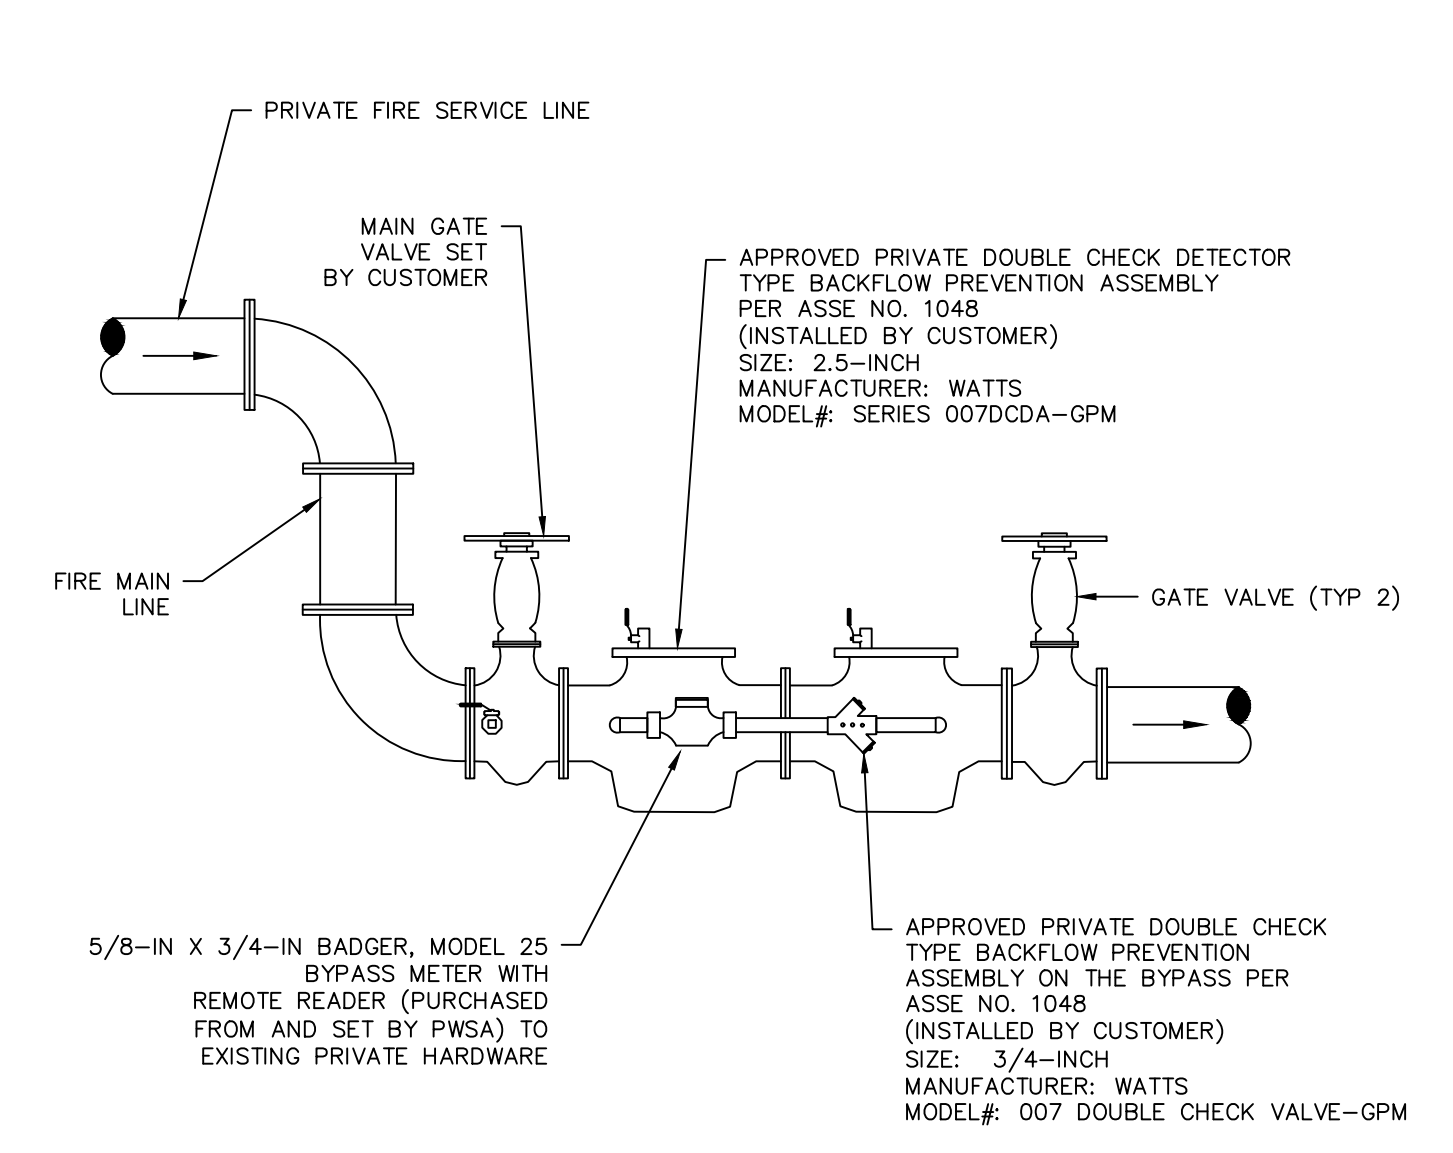 PRIVATE FIRE SERVICE LINE
MAIN GATE
VALVE SET
BY CUSTOMER
APPROVED PRIVATE DOUBLE CHECK DETECTOR
TYPE BACKFLOW PREVENTION ASSEMBLY
PER ASSE NO. 1048
(INSTALLED BY CUSTOMER)
SIZE: 2.5-INCH
MANUFACTURER: WATTS
MODEL#: SERIES 007DCDA-GPM
FIRE MAIN
LINE
GATE VALVE (TYP 2)
5/8-IN X 3/4-IN BADGER, MODEL 25
BYPASS METER WITH
REMOTE READER (PURCHASED
FROM AND SET BY PWSA) TO
EXISTING PRIVATE HARDWARE
APPROVED PRIVATE DOUBLE CHECK
TYPE BACKFLOW PREVENTION
ASSEMBLY ON THE BYPASS PER
ASSE NO. 1048
(INSTALLED BY CUSTOMER)
SIZE: 3/4-INCH
MANUFACTURER: WATTS
MODEL#: 007 DOUBLE CHECK VALVE-GPM